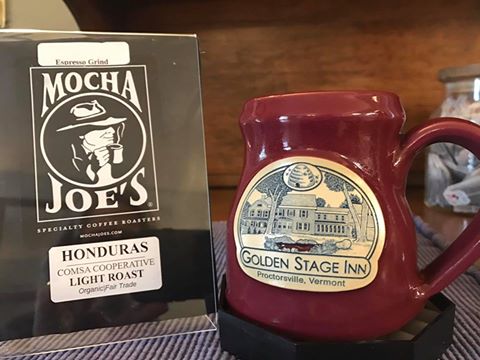 Espresso Grind
MOCHA
JOE'S®
SPECIALTY COFFEE ROASTERS
MOCHAJOES.COM
HONDURAS
COMSA COOPERATIVE
LIGHT ROAST
Organic|Fair Trade
GOLDEN STAGE INN
Proctorsville, Vermont